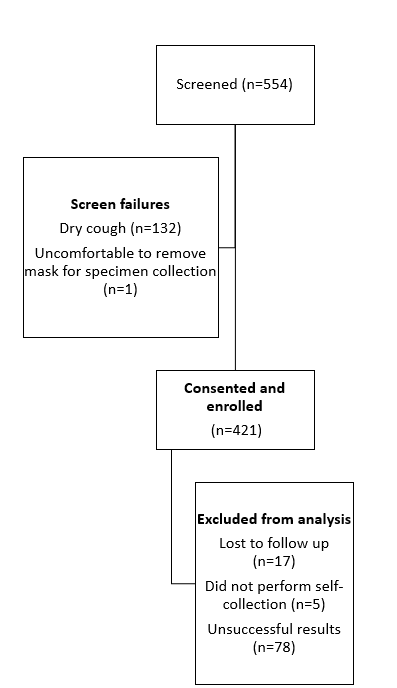 Screened (n=554)
Screen failures
Dry cough (n=132)
Uncomfortable to remove
mask for specimen collection
(n=1)
Consented and
enrolled
(n=421)
Excluded from analysis
Lost to follow up
(n=17)
Did not perform self-
collection (n=5)
Unsuccessful results
(n=78)